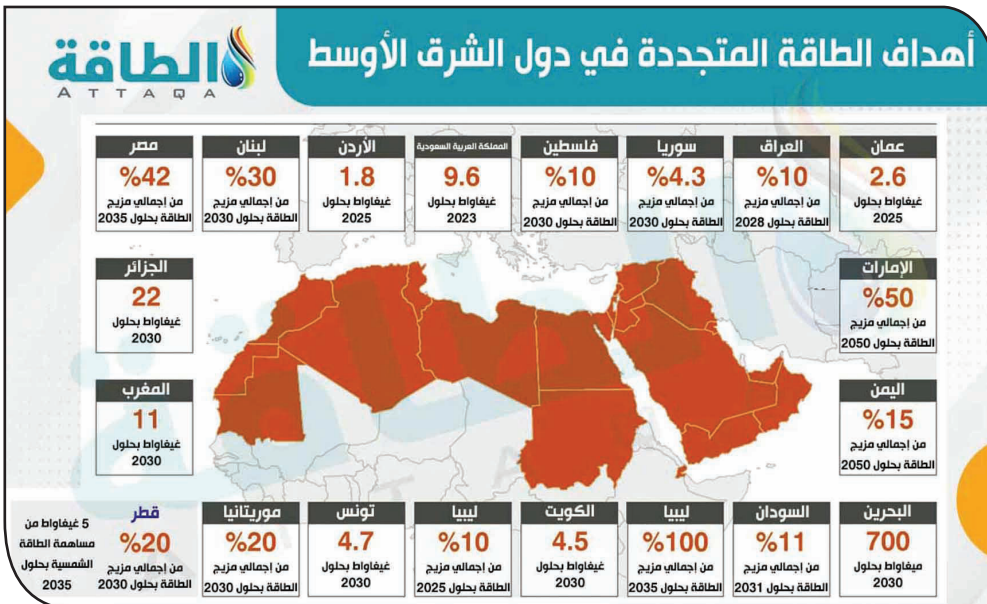 أهداف الطاقة المتجددة في دول الشرق الأوسط
الطاقة
ATTAQA
عمان
2.6
غيغاواط بحلول
2025
العراق
%10
من إجمالي مزيج
الطاقة بحلول 2028
سوريا
%4.3
من إجمالي مزيج
الطاقة بحلول 2030
فلسطين
%10
من إجمالي مزيج
الطاقة بحلول 2030
المملكة العربية السعودية
9.6
غيغاواط بحلول
2023
الأردن
1.8
غيغاواط بحلول
2025
لبنان
%30
من إجمالي مزيج
الطاقة بحلول 2030
مصر
%42
من إجمالي مزيج
الطاقة بحلول 2035
الإمارات
%50
من إجمالي مزيج
الطاقة بحلول 2050
الجزائر
22
غيغاواط بحلول
2030
اليمن
%15
من إجمالي مزيج
الطاقة بحلول 2050
المغرب
11
غيغاواط بحلول
2030
البحرين
700
ميغاواط بحلول
2030
السودان
%11
من إجمالي مزيج
الطاقة بحلول 2031
ليبيا
%100
من إجمالي مزيج
الطاقة بحلول 2035
الكويت
4.5
غيغاواط بحلول
2030
ليبيا
%10
من إجمالي مزيج
الطاقة بحلول 2025
تونس
4.7
غيغاواط بحلول
2030
موريتانيا
%20
من إجمالي مزيج
الطاقة بحلول 2030
قطر
%20
من إجمالي مزيج
الطاقة بحلول 2030
5 غيغاواط من
مساهمة الطاقة
الشمسية بحلول
2035